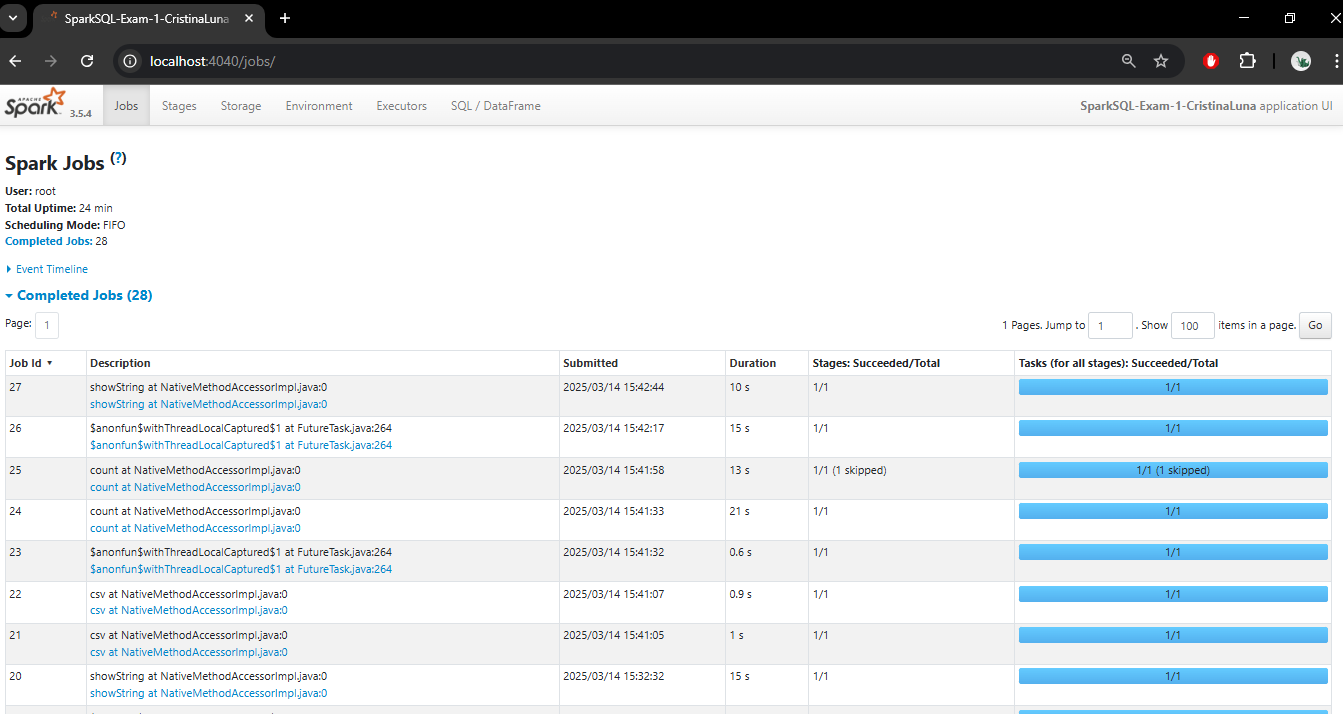 SparkSQL-Exam-1-CristinaLuna
localhost:4040/jobs/
APACHE Spark 3.5.4 Jobs Stages Storage Environment Executors SQL / DataFrame SparkSQL-Exam-1-CristinaLuna application UI
Spark Jobs (?)
User: root
Total Uptime: 24 min
Scheduling Mode: FIFO
Completed Jobs: 28
Event Timeline
Completed Jobs (28)
Page: 1 1 Pages. Jump to 1 . Show 100 items in a page. Go
Job Id ▾ Description Submitted Duration Stages: Succeeded/Total Tasks (for all stages): Succeeded/Total
27 showString at NativeMethodAccessorImpl.java:0 2025/03/14 15:42:44 10 s 1/1 1/1
showString at NativeMethodAccessorImpl.java:0
26 $anonfun$withThreadLocalCaptured$1 at FutureTask.java:264 2025/03/14 15:42:17 15 s 1/1 1/1
$anonfun$withThreadLocalCaptured$1 at FutureTask.java:264
25 count at NativeMethodAccessorImpl.java:0 2025/03/14 15:41:58 13 s 1/1 (1 skipped) 1/1 (1 skipped)
count at NativeMethodAccessorImpl.java:0
24 count at NativeMethodAccessorImpl.java:0 2025/03/14 15:41:33 21 s 1/1 1/1
count at NativeMethodAccessorImpl.java:0
23 $anonfun$withThreadLocalCaptured$1 at FutureTask.java:264 2025/03/14 15:41:32 0.6 s 1/1 1/1
$anonfun$withThreadLocalCaptured$1 at FutureTask.java:264
22 csv at NativeMethodAccessorImpl.java:0 2025/03/14 15:41:07 0.9 s 1/1 1/1
csv at NativeMethodAccessorImpl.java:0
21 csv at NativeMethodAccessorImpl.java:0 2025/03/14 15:41:05 1 s 1/1 1/1
csv at NativeMethodAccessorImpl.java:0
20 showString at NativeMethodAccessorImpl.java:0 2025/03/14 15:32:32 15 s 1/1 1/1
showString at NativeMethodAccessorImpl.java:0